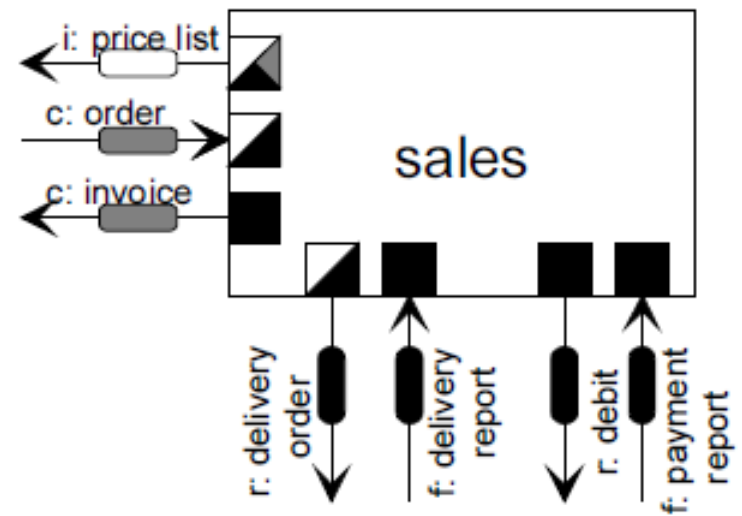 i: price list
c: order
c: invoice
sales
r: delivery
order
f: delivery
report
r: debit
f: payment
report